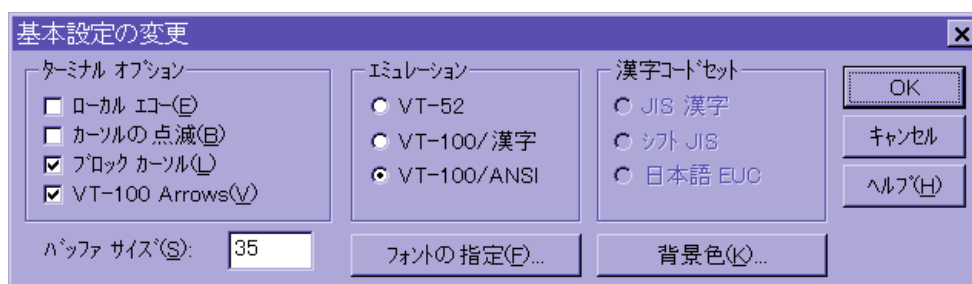 基本設定の変更
ﾀｰﾐﾅﾙ ｵﾌﾟｼｮﾝ
ﾛｰｶﾙ ｴｺｰ(E)
ｶｰｿﾙの点滅(B)
ﾌﾞﾛｯｸ ｶｰｿﾙ(L)
VT-100 Arrows(V)
ﾊﾞｯﾌｧ ｻｲｽﾞ(S):
35
ｴﾐｭﾚｰｼｮﾝ
VT-52
VT-100/漢字
VT-100/ANSI
ﾌｫﾝﾄの指定(F)...
漢字ｺｰﾄﾞｾｯﾄ
JIS 漢字
ｼﾌﾄ JIS
日本語 EUC
背景色(K)...
OK
ｷｬﾝｾﾙ
ﾍﾙﾌﾟ(H)